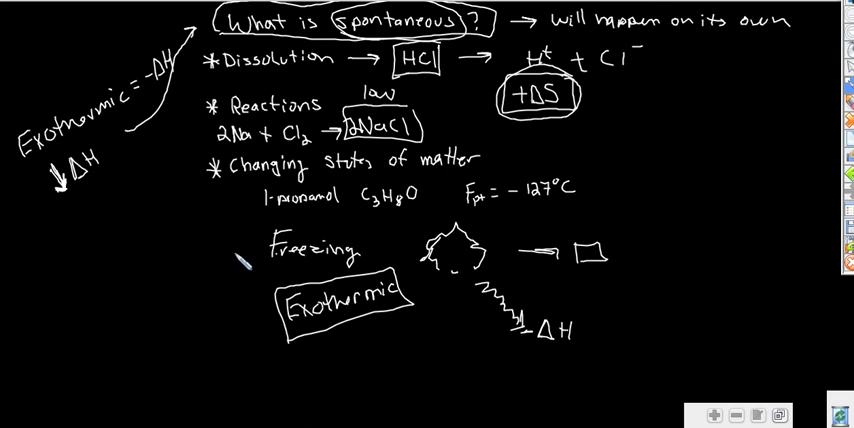 What is spontaneous? → will happen on its own
* Dissolution → HCl → H⁺ + Cl⁻
+ΔS
Exothermic = -ΔH
↓ ΔH
* Reactions
low
2Na + Cl₂ → 2NaCl
* Changing states of matter
1-propanol C₃H₈O Fpt = -127°C
Freezing →
Exothermic
-ΔH